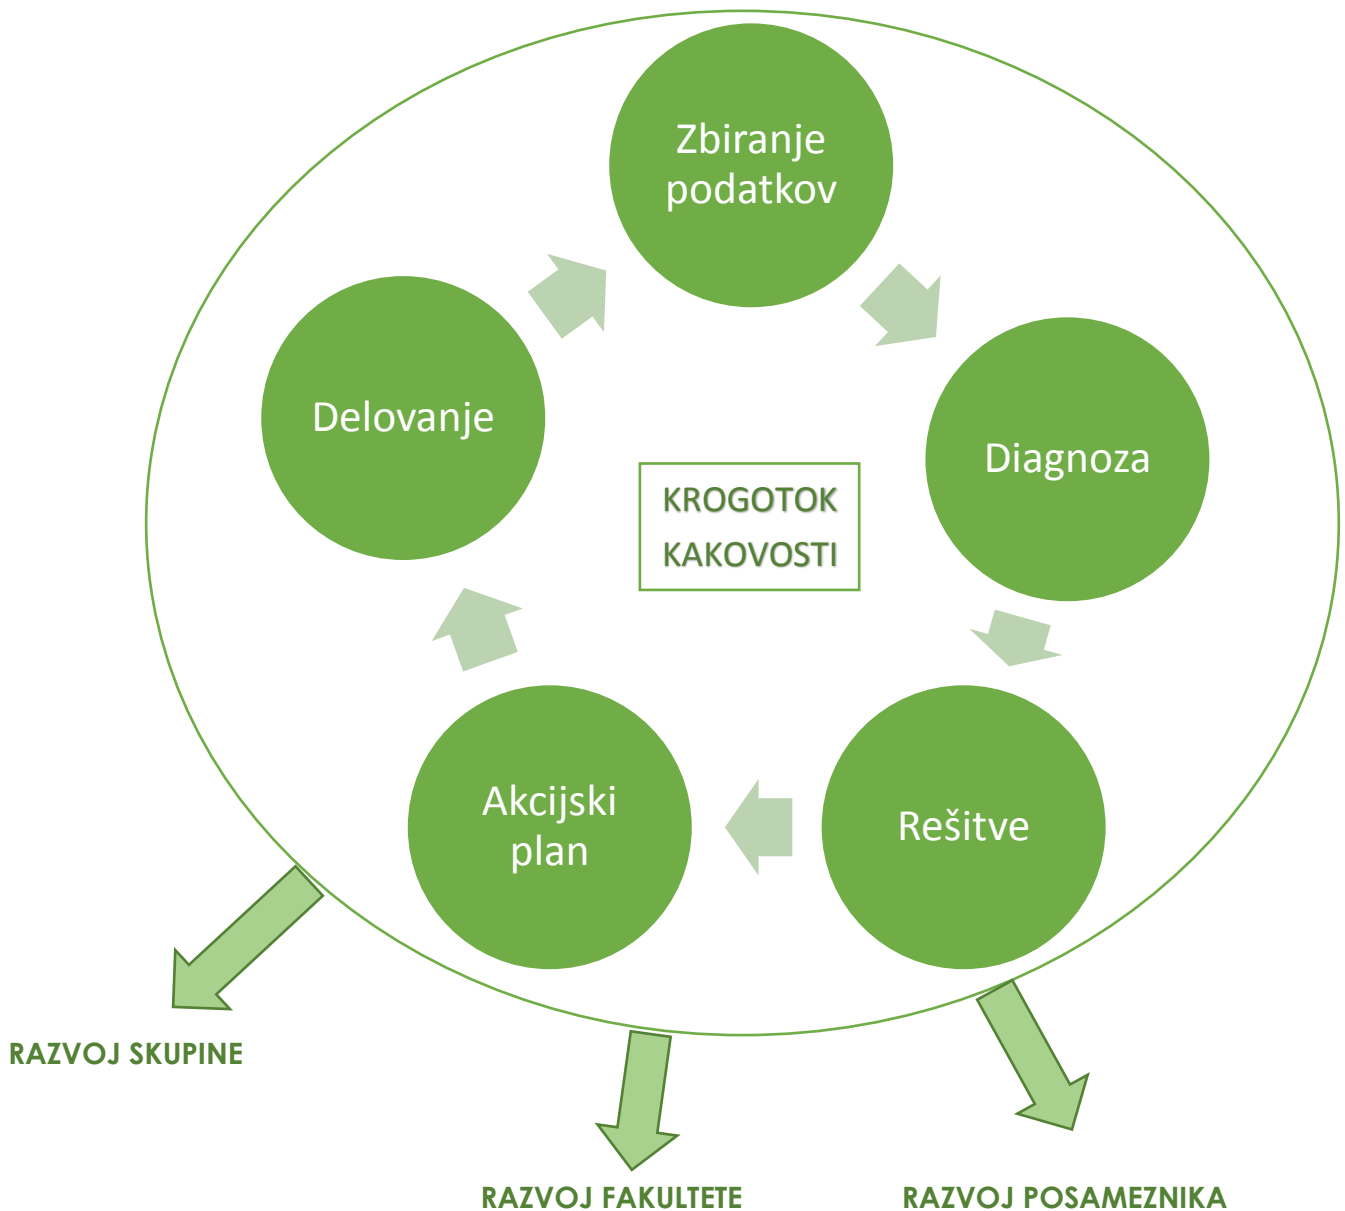 Zbiranje
podatkov
Delovanje
Diagnoza
KROGOTOK
KAKOVOSTI
Akcijski
plan
Rešitve
RAZVOJ SKUPINE
RAZVOJ FAKULTETE
RAZVOJ POSAMEZNIKA